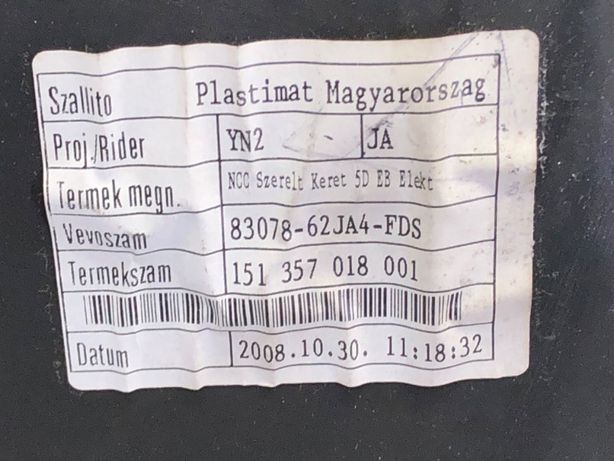 Szallito Plastimat Magyarorszag
Proj./Rider YN2 - JA
Termek megn. NCC Szerelt Keret 5D EB Elekt
Vevoszam 83078-62JA4-FDS
Termekszam 151 357 018 001
Datum 2008.10.30. 11:18:32